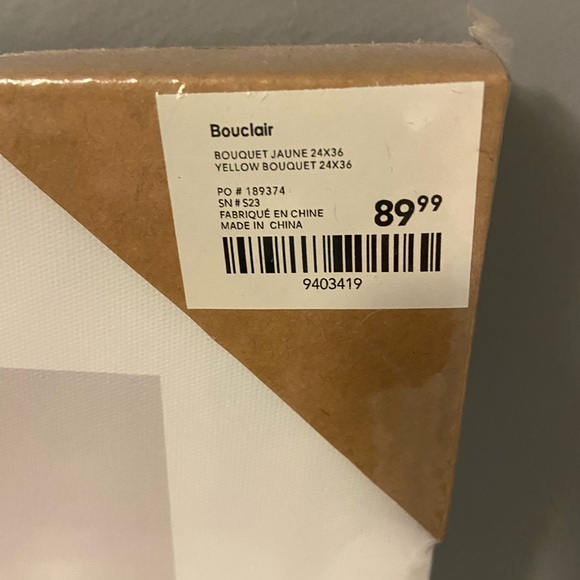 Bouclair
BOUQUET JAUNE 24X36
YELLOW BOUQUET 24X36
PO # 189374
SN # S23
FABRIQUÉ EN CHINE
MADE IN CHINA
89⁹⁹
9403419